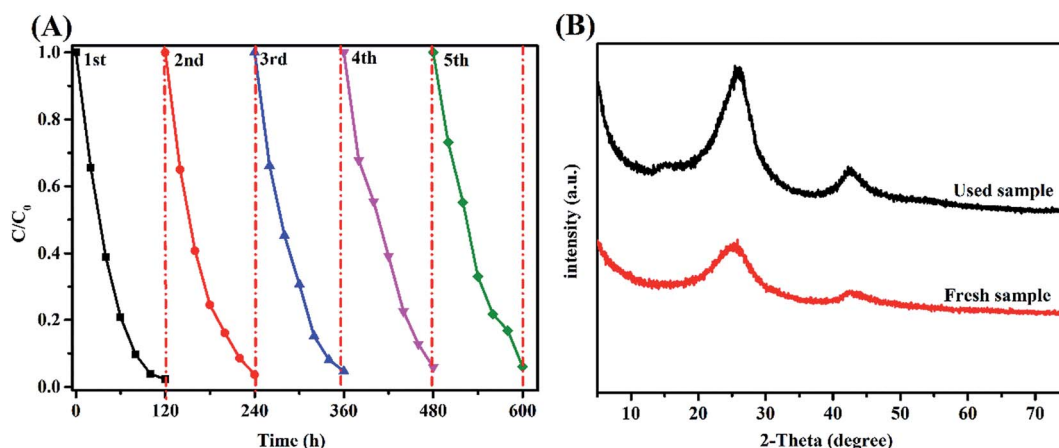 (A)
1st 2nd 3rd 4th 5th
1.0
0.8
0.6
0.4
0.2
0.0
C/C0
0 120 240 360 480 600
Time (h)
(B)
Used sample
Fresh sample
intensity (a.u.)
10 20 30 40 50 60 70
2-Theta (degree)